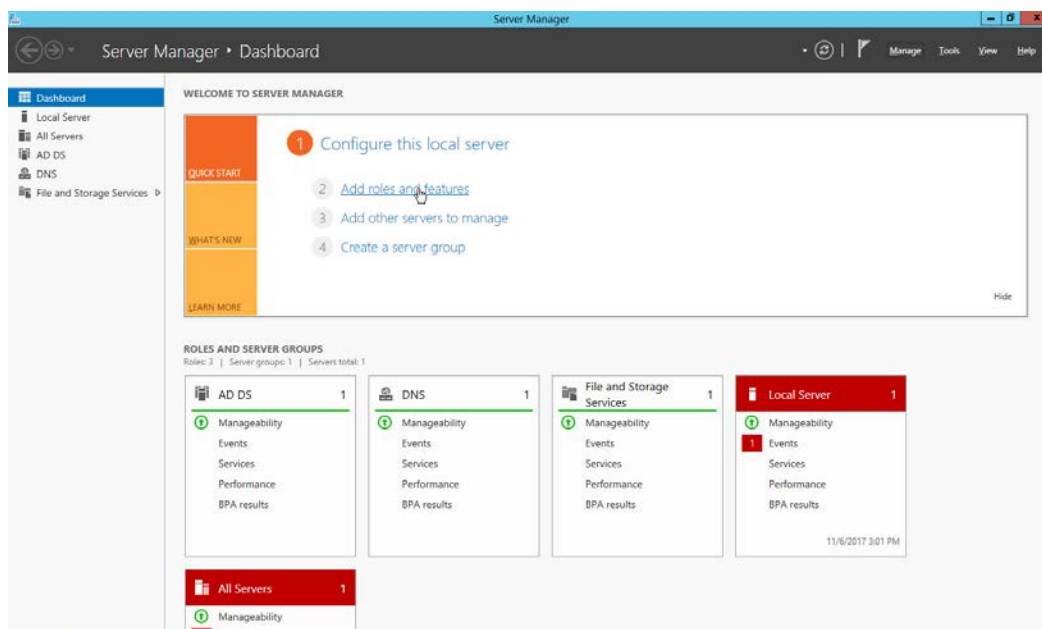 Server Manager
Server Manager • Dashboard
Manage Tools View Help
Dashboard
Local Server
All Servers
AD DS
DNS
File and Storage Services
WELCOME TO SERVER MANAGER
QUICK START
WHAT'S NEW
LEARN MORE
1 Configure this local server
2 Add roles and features
3 Add other servers to manage
4 Create a server group
Hide
ROLES AND SERVER GROUPS
Roles: 3 | Server groups: 1 | Servers total: 1
AD DS 1
Manageability
Events
Services
Performance
BPA results
DNS 1
Manageability
Events
Services
Performance
BPA results
File and Storage
Services 1
Manageability
Events
Services
Performance
BPA results
Local Server 1
Manageability
1 Events
Services
Performance
BPA results
11/6/2017 3:01 PM
All Servers 1
Manageability